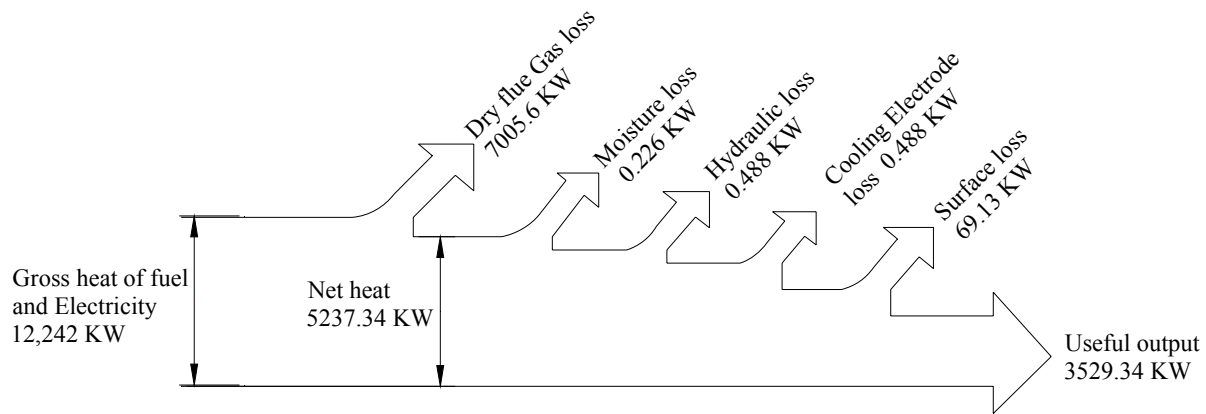 Dry flue Gas loss
7005.6 KW
Moisture loss
0.226 KW
Hydraulic loss
0.488 KW
Cooling Electrode
loss 0.488 KW
Surface loss
69.13 KW
Gross heat of fuel
and Electricity
12,242 KW
Net heat
5237.34 KW
Useful output
3529.34 KW